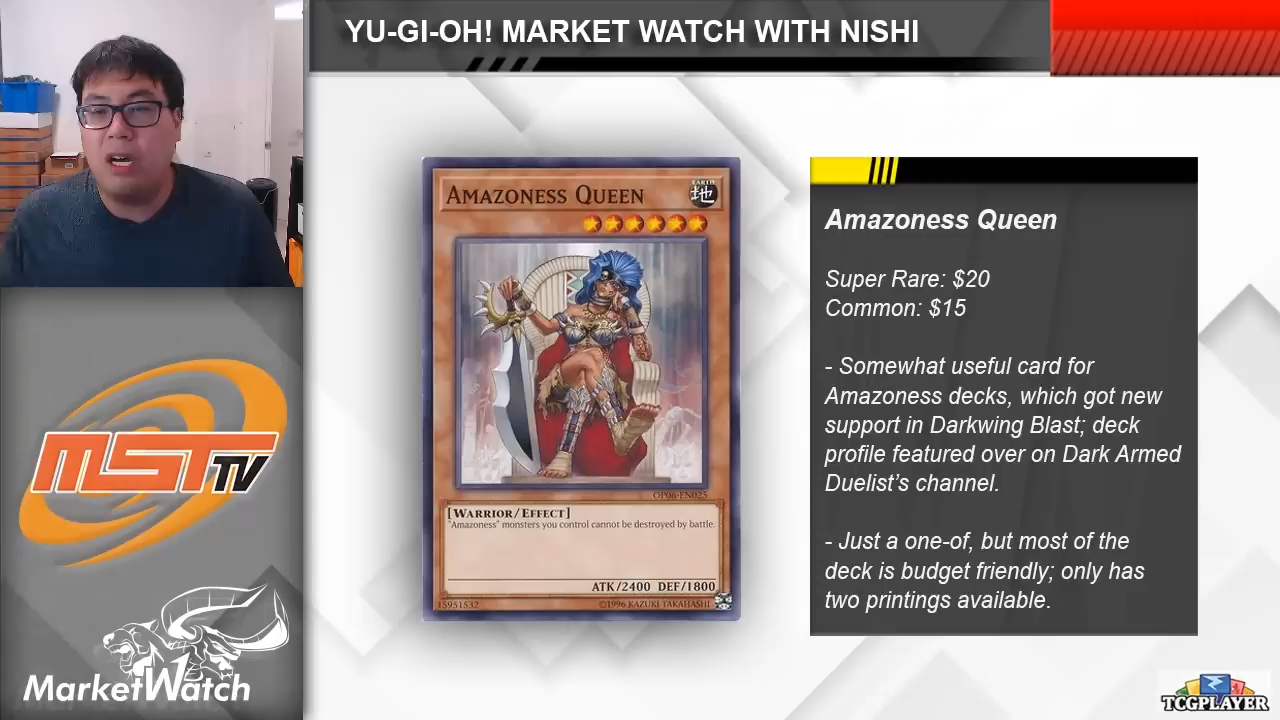 YU-GI-OH! MARKET WATCH WITH NISHI
AMAZONESS QUEEN
EARTH
地
OP06-EN025
[WARRIOR/EFFECT]
"Amazoness" monsters you control cannot be destroyed by battle.
ATK/2400 DEF/1800
15951532
©1996 KAZUKI TAKAHASHI
Amazoness Queen
Super Rare: $20
Common: $15
- Somewhat useful card for
Amazoness decks, which got new
support in Darkwing Blast; deck
profile featured over on Dark Armed
Duelist's channel.
- Just a one-of, but most of the
deck is budget friendly; only has
two printings available.
MST TV
MarketWatch
TCGPLAYER